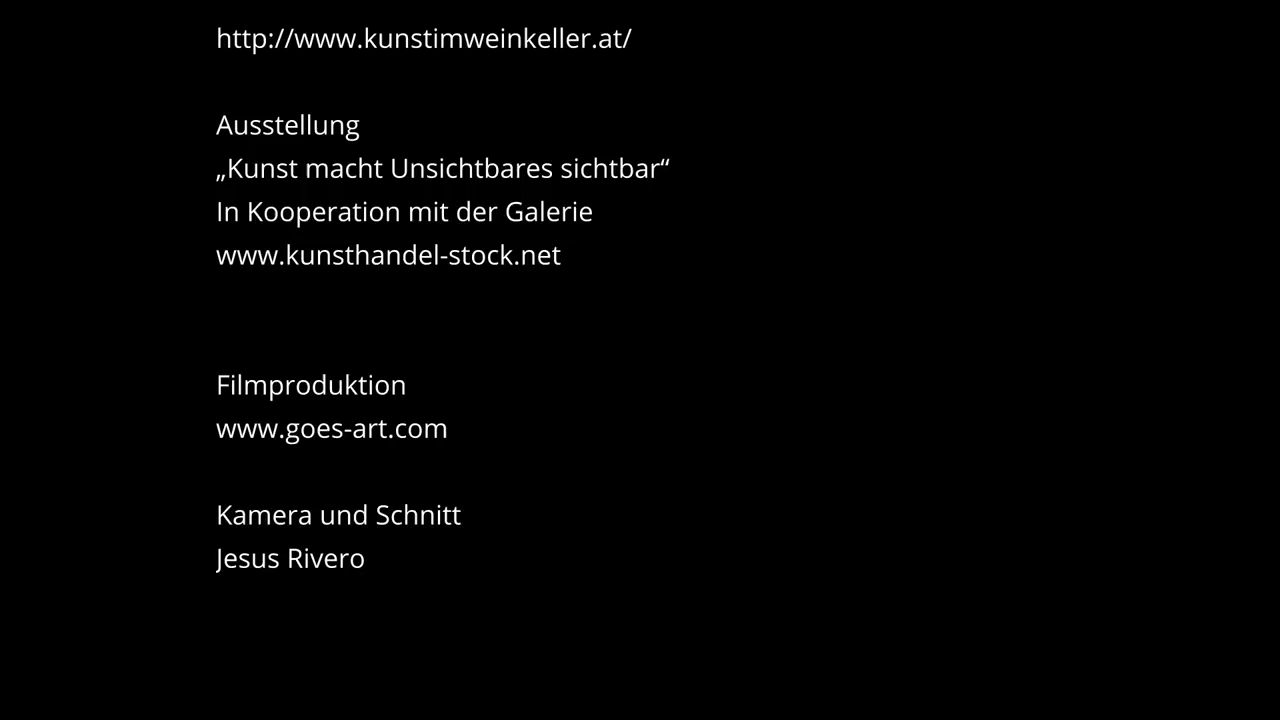 http://www.kunstimweinkeller.at/
Ausstellung
„Kunst macht Unsichtbares sichtbar“
In Kooperation mit der Galerie
www.kunsthandel-stock.net
Filmproduktion
www.goes-art.com
Kamera und Schnitt
Jesus Rivero